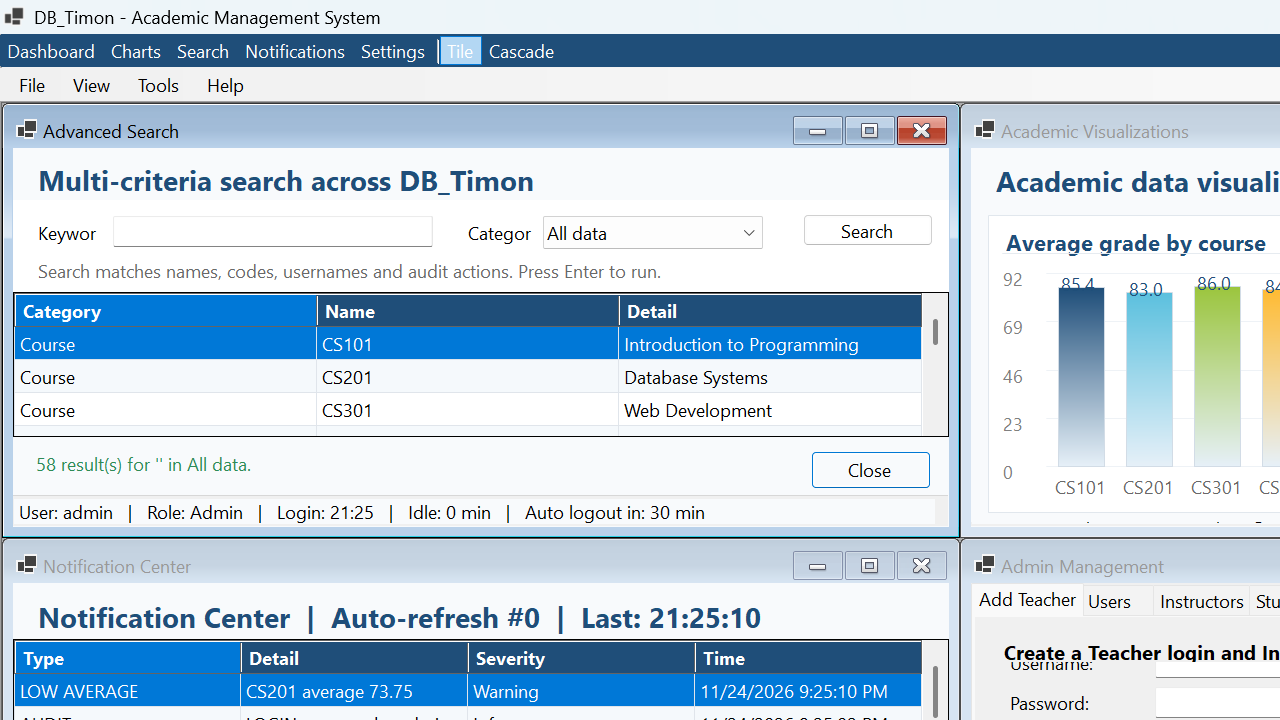 DB_Timon - Academic Management System
Dashboard Charts Search Notifications Settings Tile Cascade
File View Tools Help
Advanced Search
Multi-criteria search across DB_Timon
Keywor Categor All data Search
Search matches names, codes, usernames and audit actions. Press Enter to run.
Category Name Detail
Course CS101 Introduction to Programming
Course CS201 Database Systems
Course CS301 Web Development
58 result(s) for '' in All data.
Close
User: admin | Role: Admin | Login: 21:25 | Idle: 0 min | Auto logout in: 30 min
Academic Visualizations
Academic data visuali
Average grade by course
92
69
46
23
0
85.4 83.0 86.0 84
CS101 CS201 CS301 CS
Notification Center
Notification Center | Auto-refresh #0 | Last: 21:25:10
Type Detail Severity Time
LOW AVERAGE CS201 average 73.75 Warning 11/24/2026 9:25:10 PM
Admin Management
Add Teacher Users Instructors Stu
Create a Teacher login and In
Username:
Password: